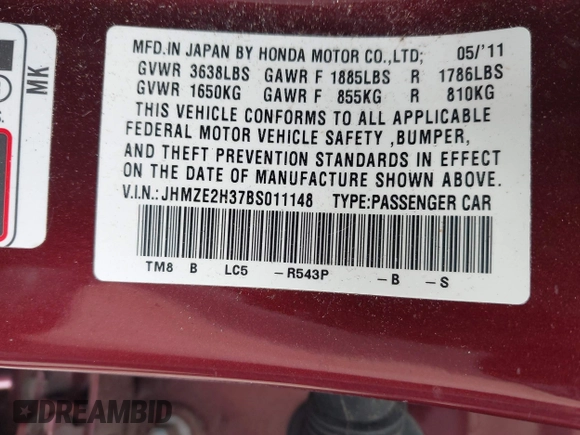 MFD.IN JAPAN BY HONDA MOTOR CO.,LTD; 05/'11
GVWR 3638LBS GAWR F 1885LBS R 1786LBS
GVWR 1650KG GAWR F 855KG R 810KG
THIS VEHICLE CONFORMS TO ALL APPLICABLE
FEDERAL MOTOR VEHICLE SAFETY ,BUMPER,
AND THEFT PREVENTION STANDARDS IN EFFECT
ON THE DATE OF MANUFACTURE SHOWN ABOVE.
V.I.N.:JHMZE2H37BS011148 TYPE:PASSENGER CAR
TM8 B LC5 -R543P -B -S
MK
DREAMBID